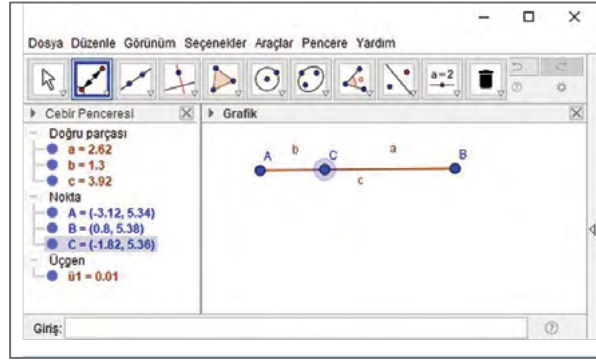 Dosya Düzenle Görünüm Seçenekler Araçlar Pencere Yardım
a=2
Cebir Penceresi
Doğru parçası
a = 2.62
b = 1.3
c = 3.92
Nokta
A = (-3.12, 5.34)
B = (0.8, 5.38)
C = (-1.82, 5.36)
Üçgen
ü1 = 0.01
Grafik
A b C a B
c
Giriş: